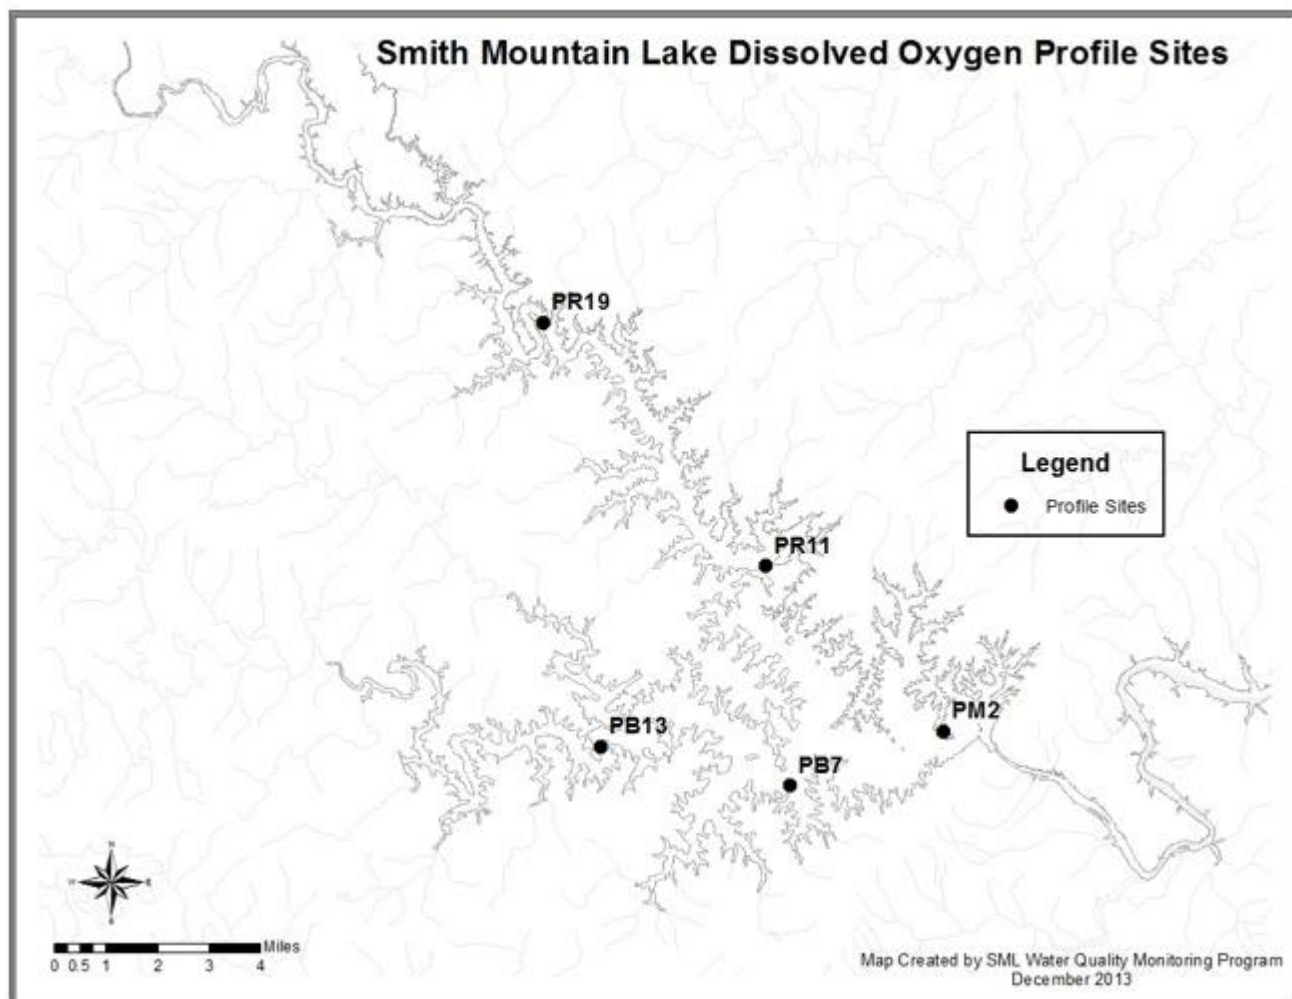 Smith Mountain Lake Dissolved Oxygen Profile Sites
PR19
Legend
Profile Sites
PR11
PM2
PB13
PB7
N
W E
S
Miles
0 0.5 1 2 3 4
Map Created by SML Water Quality Monitoring Program
December 2013